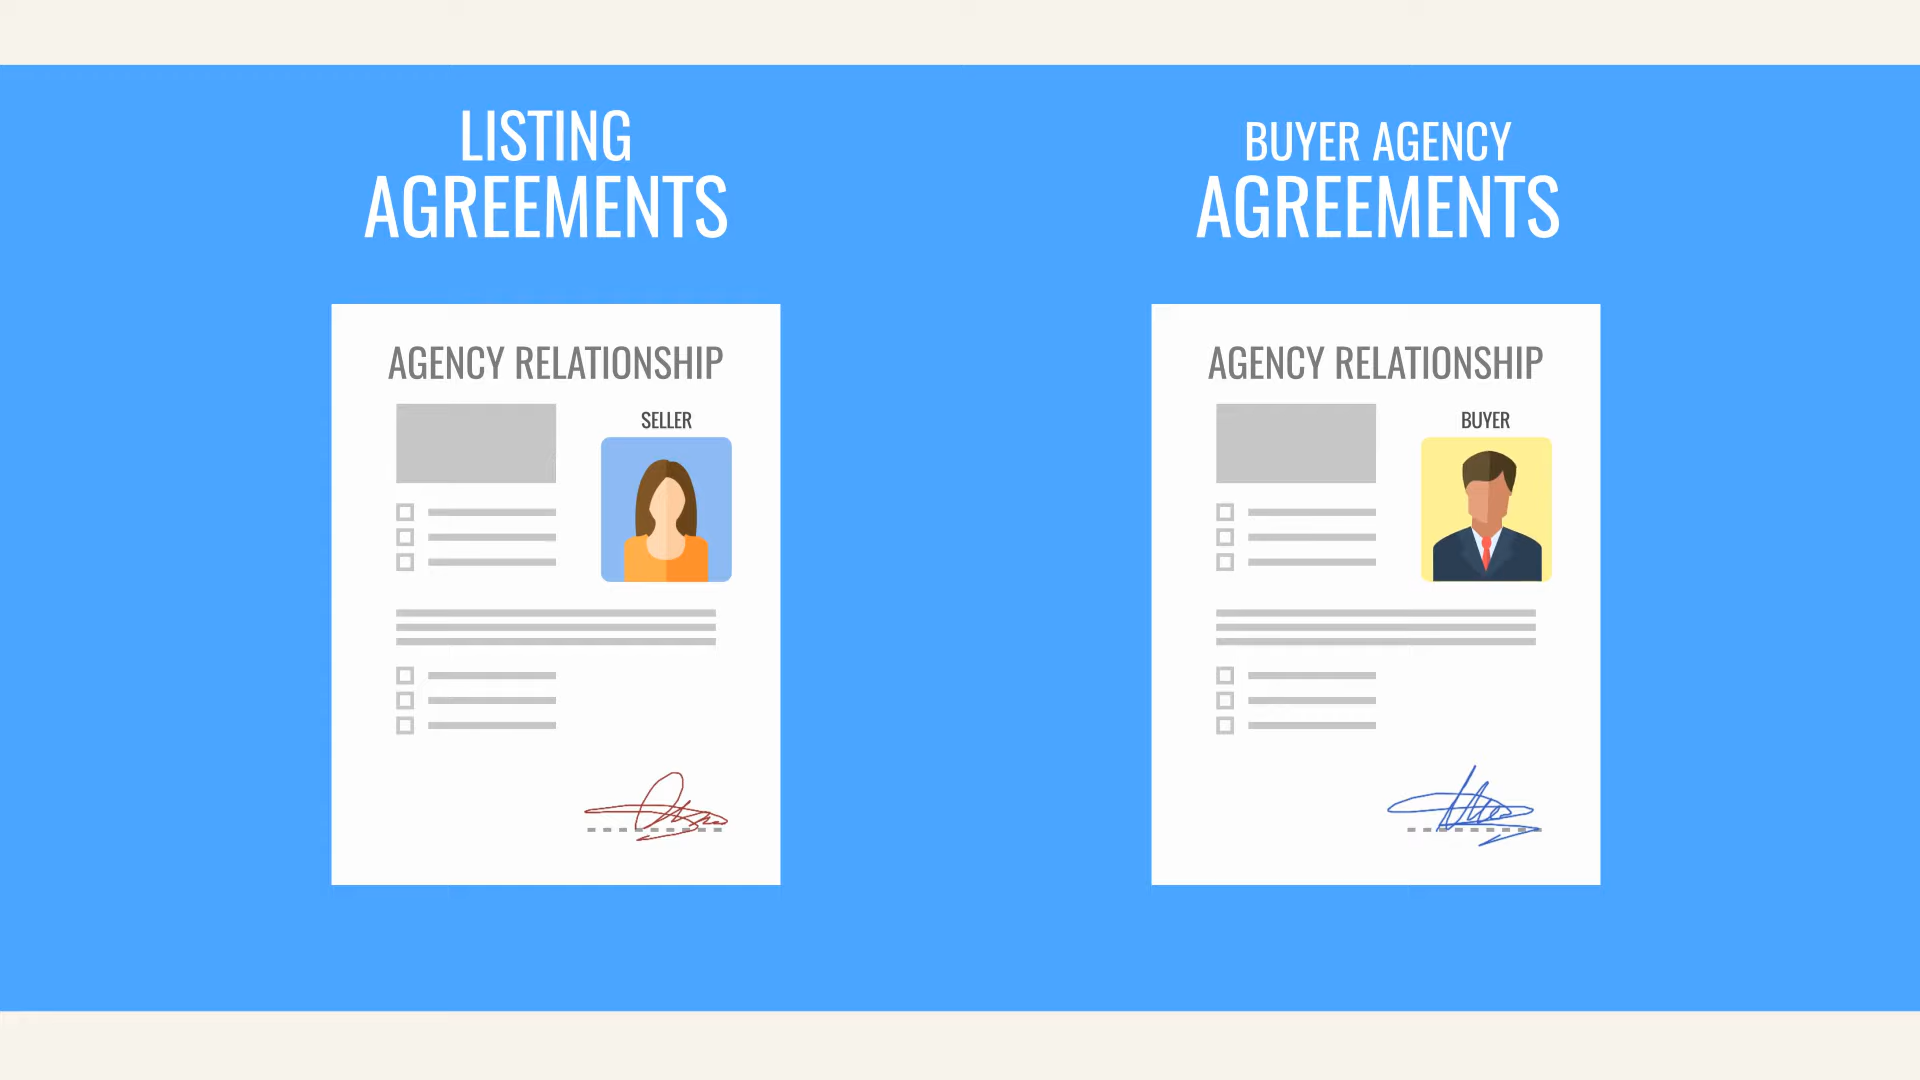 LISTING
AGREEMENTS
AGENCY RELATIONSHIP
SELLER
BUYER AGENCY
AGREEMENTS
AGENCY RELATIONSHIP
BUYER